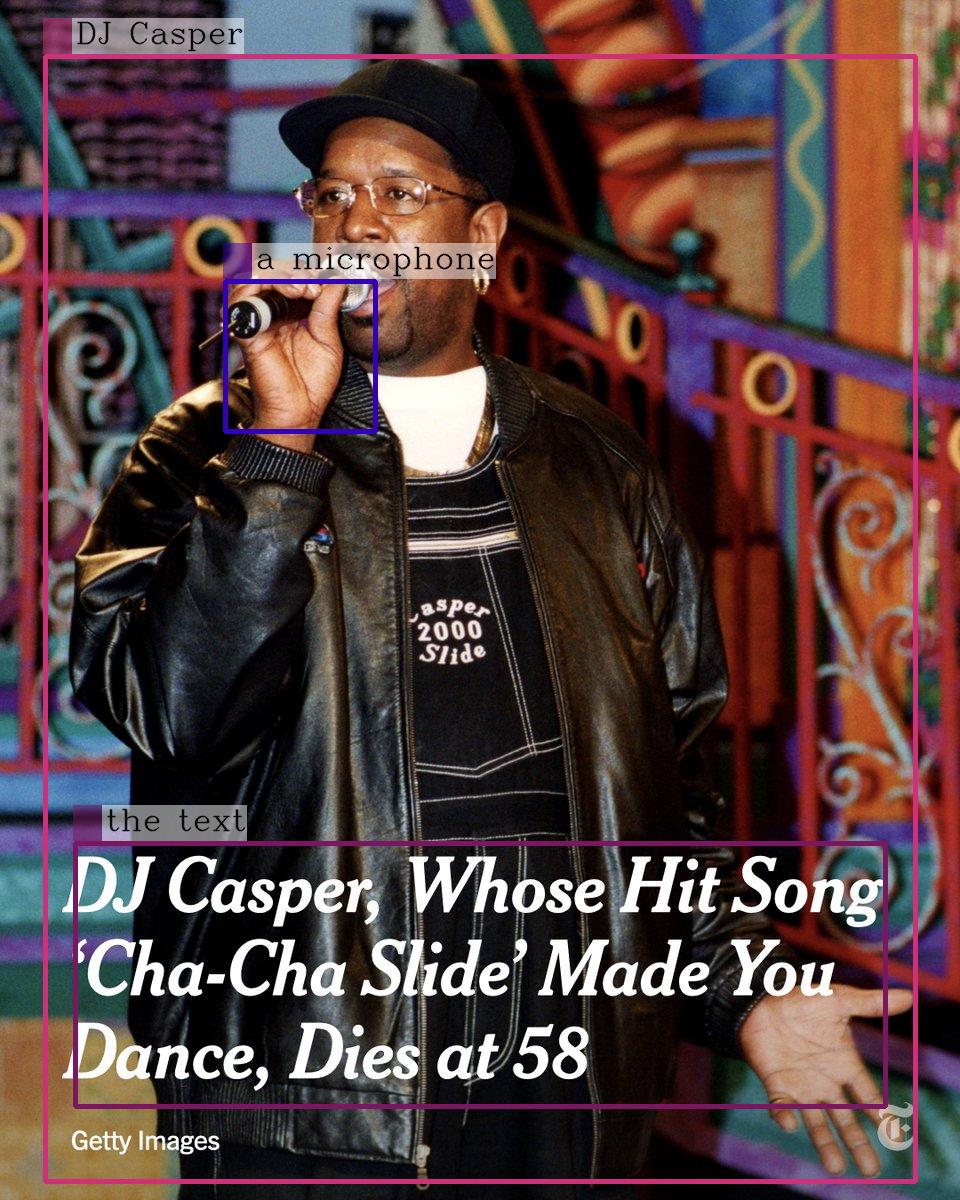 DJ Casper
a microphone
Casper
2000
Slide
the text
DJ Casper, Whose Hit Song
‘Cha-Cha Slide’ Made You
Dance, Dies at 58
Getty Images
T